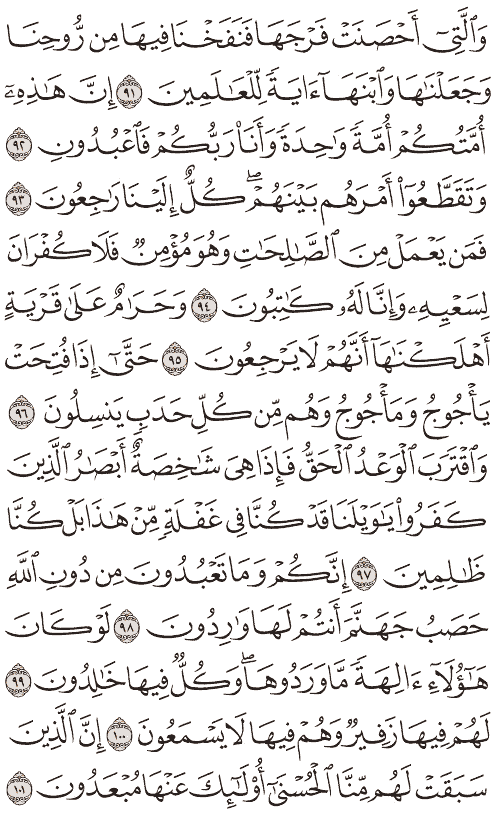 وَٱلَّتِىٓ أَحْصَنَتْ فَرْجَهَا فَنَفَخْنَا فِيهَا مِن رُّوحِنَا
وَجَعَلْنَٰهَا وَٱبْنَهَآ ءَايَةً لِّلْعَٰلَمِينَ ٩١ إِنَّ هَٰذِهِۦٓ
أُمَّتُكُمْ أُمَّةً وَٰحِدَةً وَأَنَا۠ رَبُّكُمْ فَٱعْبُدُونِ ٩٢
وَتَقَطَّعُوٓا۟ أَمْرَهُم بَيْنَهُمْ ۖ كُلٌّ إِلَيْنَا رَٰجِعُونَ ٩٣
فَمَن يَعْمَلْ مِنَ ٱلصَّٰلِحَٰتِ وَهُوَ مُؤْمِنٌ فَلَا كُفْرَانَ
لِسَعْيِهِۦ وَإِنَّا لَهُۥ كَٰتِبُونَ ٩٤ وَحَرَٰمٌ عَلَىٰ قَرْيَةٍ
أَهْلَكْنَٰهَآ أَنَّهُمْ لَا يَرْجِعُونَ ٩٥ حَتَّىٰٓ إِذَا فُتِحَتْ
يَأْجُوجُ وَمَأْجُوجُ وَهُم مِّن كُلِّ حَدَبٍ يَنسِلُونَ ٩٦
وَٱقْتَرَبَ ٱلْوَعْدُ ٱلْحَقُّ فَإِذَا هِىَ شَٰخِصَةٌ أَبْصَٰرُ ٱلَّذِينَ
كَفَرُوا۟ يَٰوَيْلَنَا قَدْ كُنَّا فِى غَفْلَةٍ مِّنْ هَٰذَا بَلْ كُنَّا
ظَٰلِمِينَ ٩٧ إِنَّكُمْ وَمَا تَعْبُدُونَ مِن دُونِ ٱللَّهِ
حَصَبُ جَهَنَّمَ أَنتُمْ لَهَا وَٰرِدُونَ ٩٨ لَوْ كَانَ
هَٰٓؤُلَآءِ ءَالِهَةً مَّا وَرَدُوهَا ۖ وَكُلٌّ فِيهَا خَٰلِدُونَ ٩٩
لَهُمْ فِيهَا زَفِيرٌ وَهُمْ فِيهَا لَا يَسْمَعُونَ ١٠٠ إِنَّ ٱلَّذِينَ
سَبَقَتْ لَهُم مِّنَّا ٱلْحُسْنَىٰٓ أُو۟لَٰٓئِكَ عَنْهَا مُبْعَدُونَ ١٠١